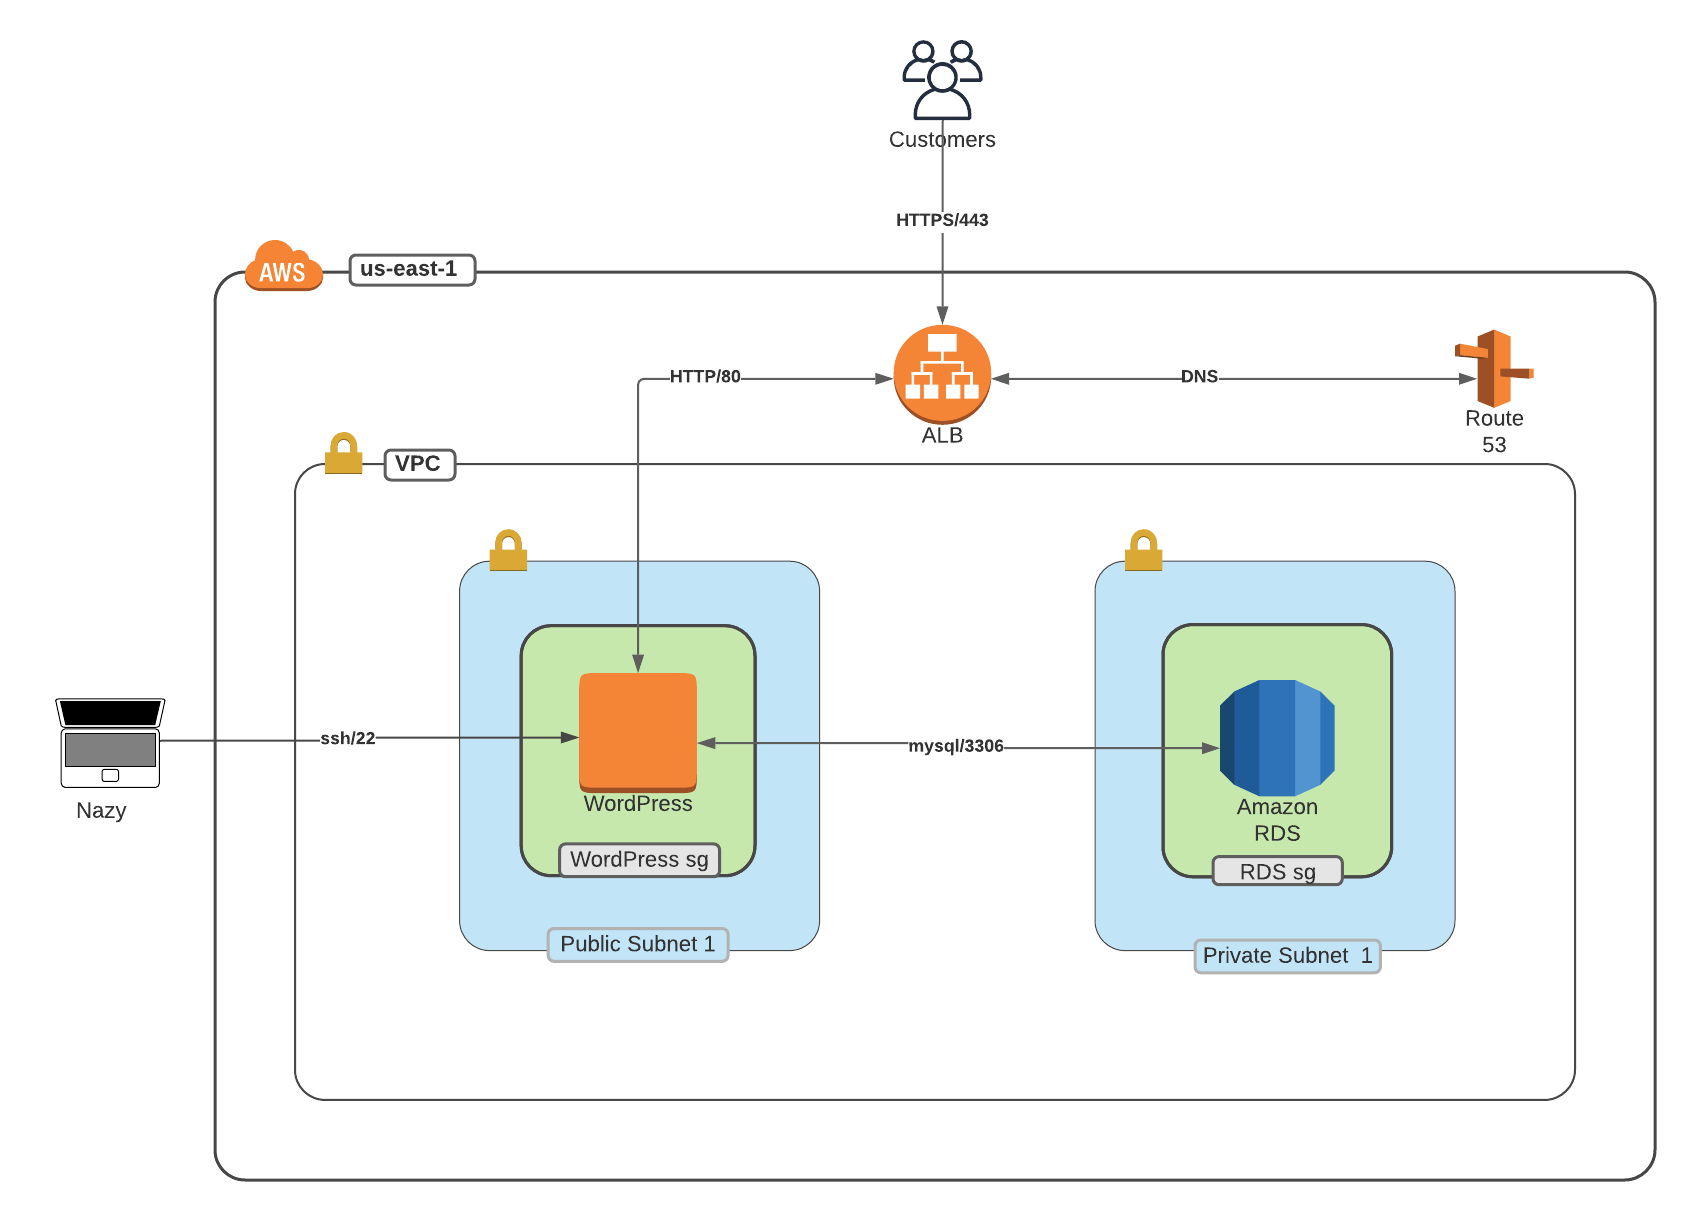 Customers
HTTPS/443
AWS
us-east-1
HTTP/80
DNS
ALB
Route
53
VPC
ssh/22
mysql/3306
Nazy
WordPress
Amazon
RDS
WordPress sg
RDS sg
Public Subnet 1
Private Subnet  1